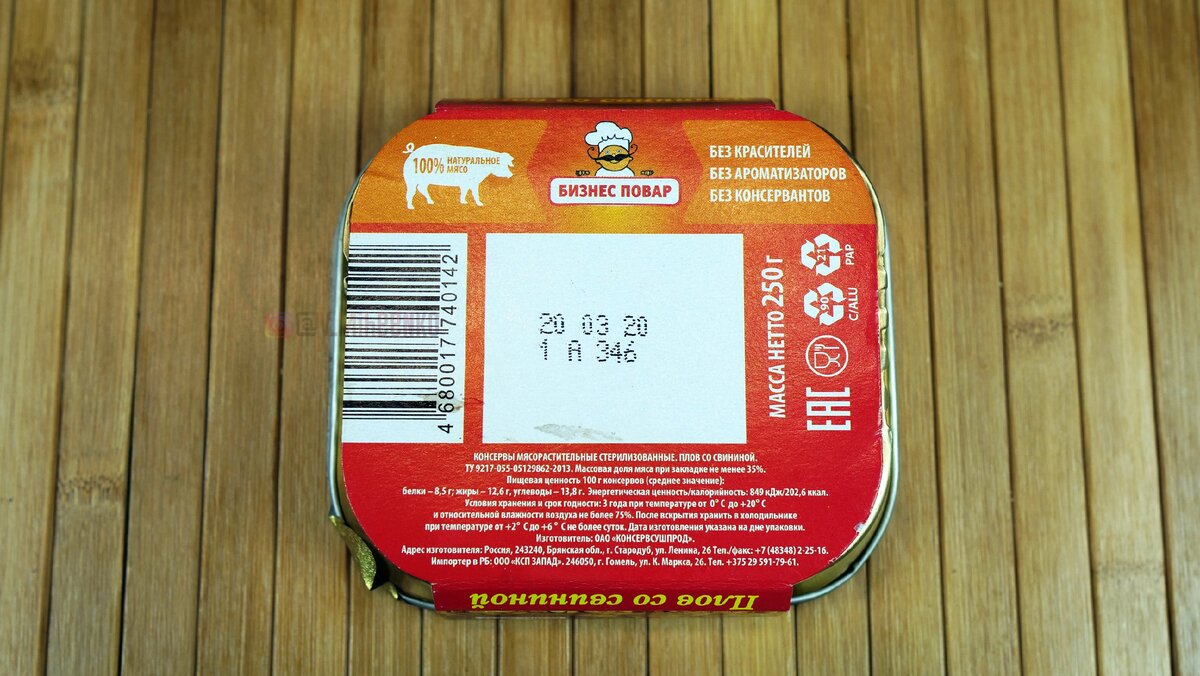 100% НАТУРАЛЬНОЕ
МЯСО
БИЗНЕС ПОВАР
БЕЗ КРАСИТЕЛЕЙ
БЕЗ АРОМАТИЗАТОРОВ
БЕЗ КОНСЕРВАНТОВ
4 680017 740142
20 03 20
1 А 346
МАССА НЕТТО 250 г
21
PAP
90
C/ALU
ЕАС
КОНСЕРВЫ МЯСОРАСТИТЕЛЬНЫЕ СТЕРИЛИЗОВАННЫЕ. ПЛОВ СО СВИНИНОЙ.
ТУ 9217-055-05129862-2013. Массовая доля мяса при закладке не менее 35%.
Пищевая ценность 100 г консервов (среднее значение):
белки – 8,5 г; жиры – 12,6 г, углеводы – 13,8 г. Энергетическая ценность/калорийность: 849 кДж/202,6 ккал.
Условия хранения и срок годности: 3 года при температуре от 0° С до +20° С
и относительной влажности воздуха не более 75%. После вскрытия хранить в холодильнике
при температуре от +2° С до +6 ° С не более суток. Дата изготовления указана на дне упаковки.
Изготовитель: ОАО «КОНСЕРВСУШПРОД».
Адрес изготовителя: Россия, 243240, Брянская обл., г. Стародуб, ул. Ленина, 26 Тел./факс: +7 (48348) 2-25-16.
Импортер в РБ: ООО «КСП ЗАПАД». 246050, г. Гомель, ул. К. Маркса, 26. Тел. +375 29 591-79-61.
Плов со свининой